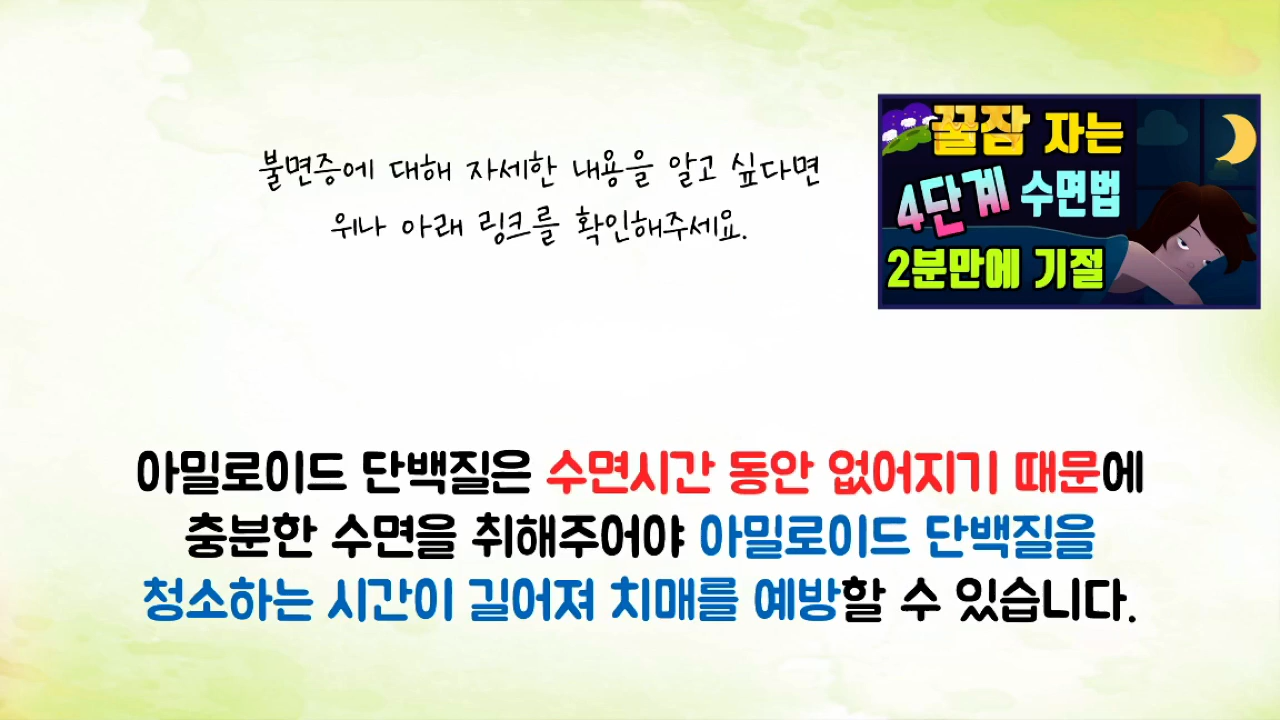 불면증에 대해 자세한 내용을 알고 싶다면
위나 아래 링크를 확인해주세요.
꿀잠 자는
4단계 수면법
2분만에 기절
아밀로이드 단백질은 수면시간 동안 없어지기 때문에
충분한 수면을 취해주어야 아밀로이드 단백질을
청소하는 시간이 길어져 치매를 예방할 수 있습니다.